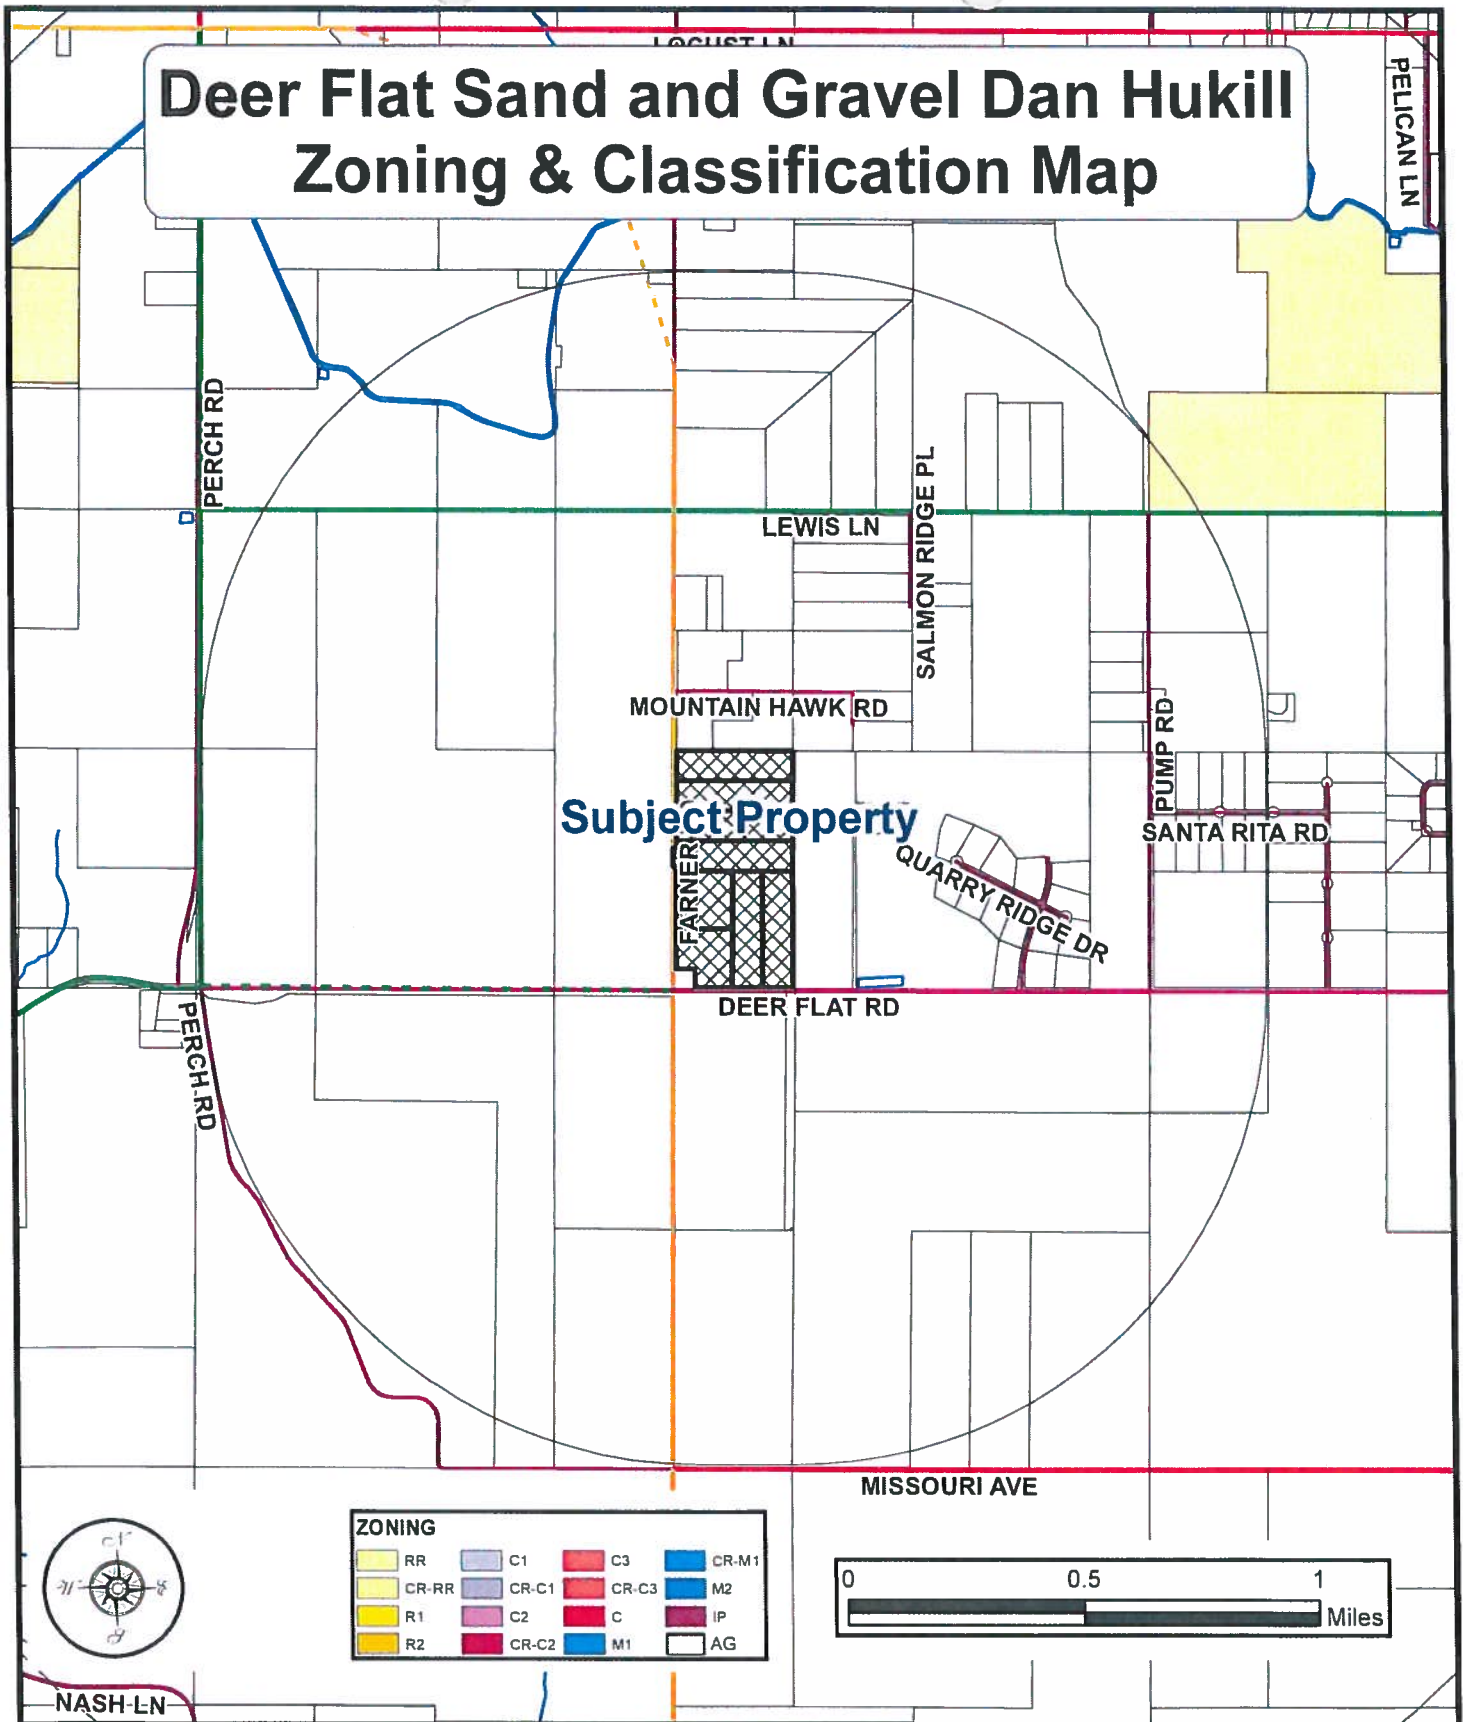 LOCUST LN
Deer Flat Sand and Gravel Dan Hukill
Zoning & Classification Map
PELICAN LN
PERCH RD
SALMON RIDGE PL
LEWIS LN
MOUNTAIN HAWK RD
PUMP RD
Subject Property
SANTA RITA RD
FARNER
QUARRY RIDGE DR
DEER FLAT RD
PERCH RD
MISSOURI AVE
ZONING
RR C1 C3 CR-M1
CR-RR CR-C1 CR-C3 M2
R1 C2 C IP
R2 CR-C2 M1 AG
0 0.5 1
Miles
N
W E
S
NASH LN